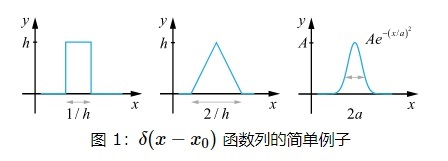 y
h
x
1 / h
y
h
x
2 / h
y
A
Ae^{-(x/a)^2}
x
2a
图 1：δ(x − x₀) 函数列的简单例子